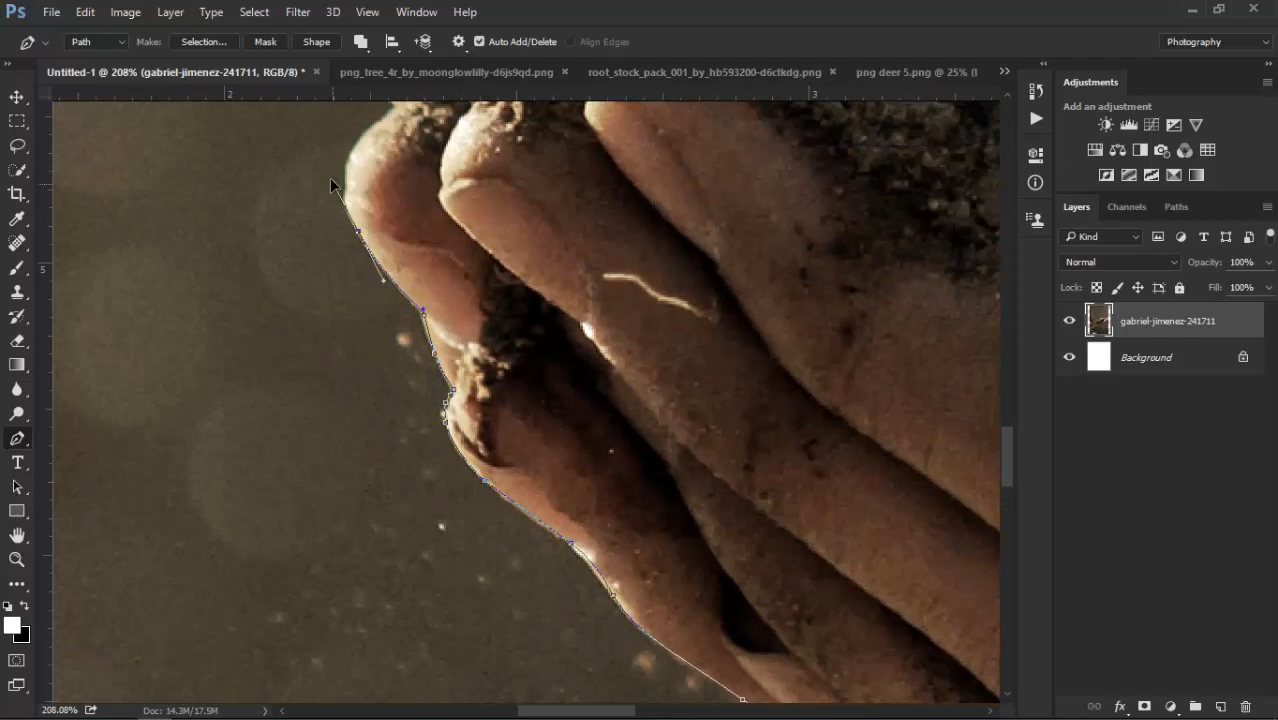 Ps File Edit Image Layer Type Select Filter 3D View Window Help
Path Make: Selection... Mask Shape Auto Add/Delete Align Edges Photography
Untitled-1 @ 208% (gabriel-jimenez-241711, RGB/8) * png_tree_4r_by_moonglowlilly-d6js9qd.png root_stock_pack_001_by_hb593200-d6ctkdg.png png deer 5.png @ 25% (l
2 3
5
Adjustments
Add an adjustment
Layers Channels Paths
Kind
Normal Opacity: 100%
Lock: Fill: 100%
gabriel-jimenez-241711
Background
208.08% Doc: 14.3M/17.5M